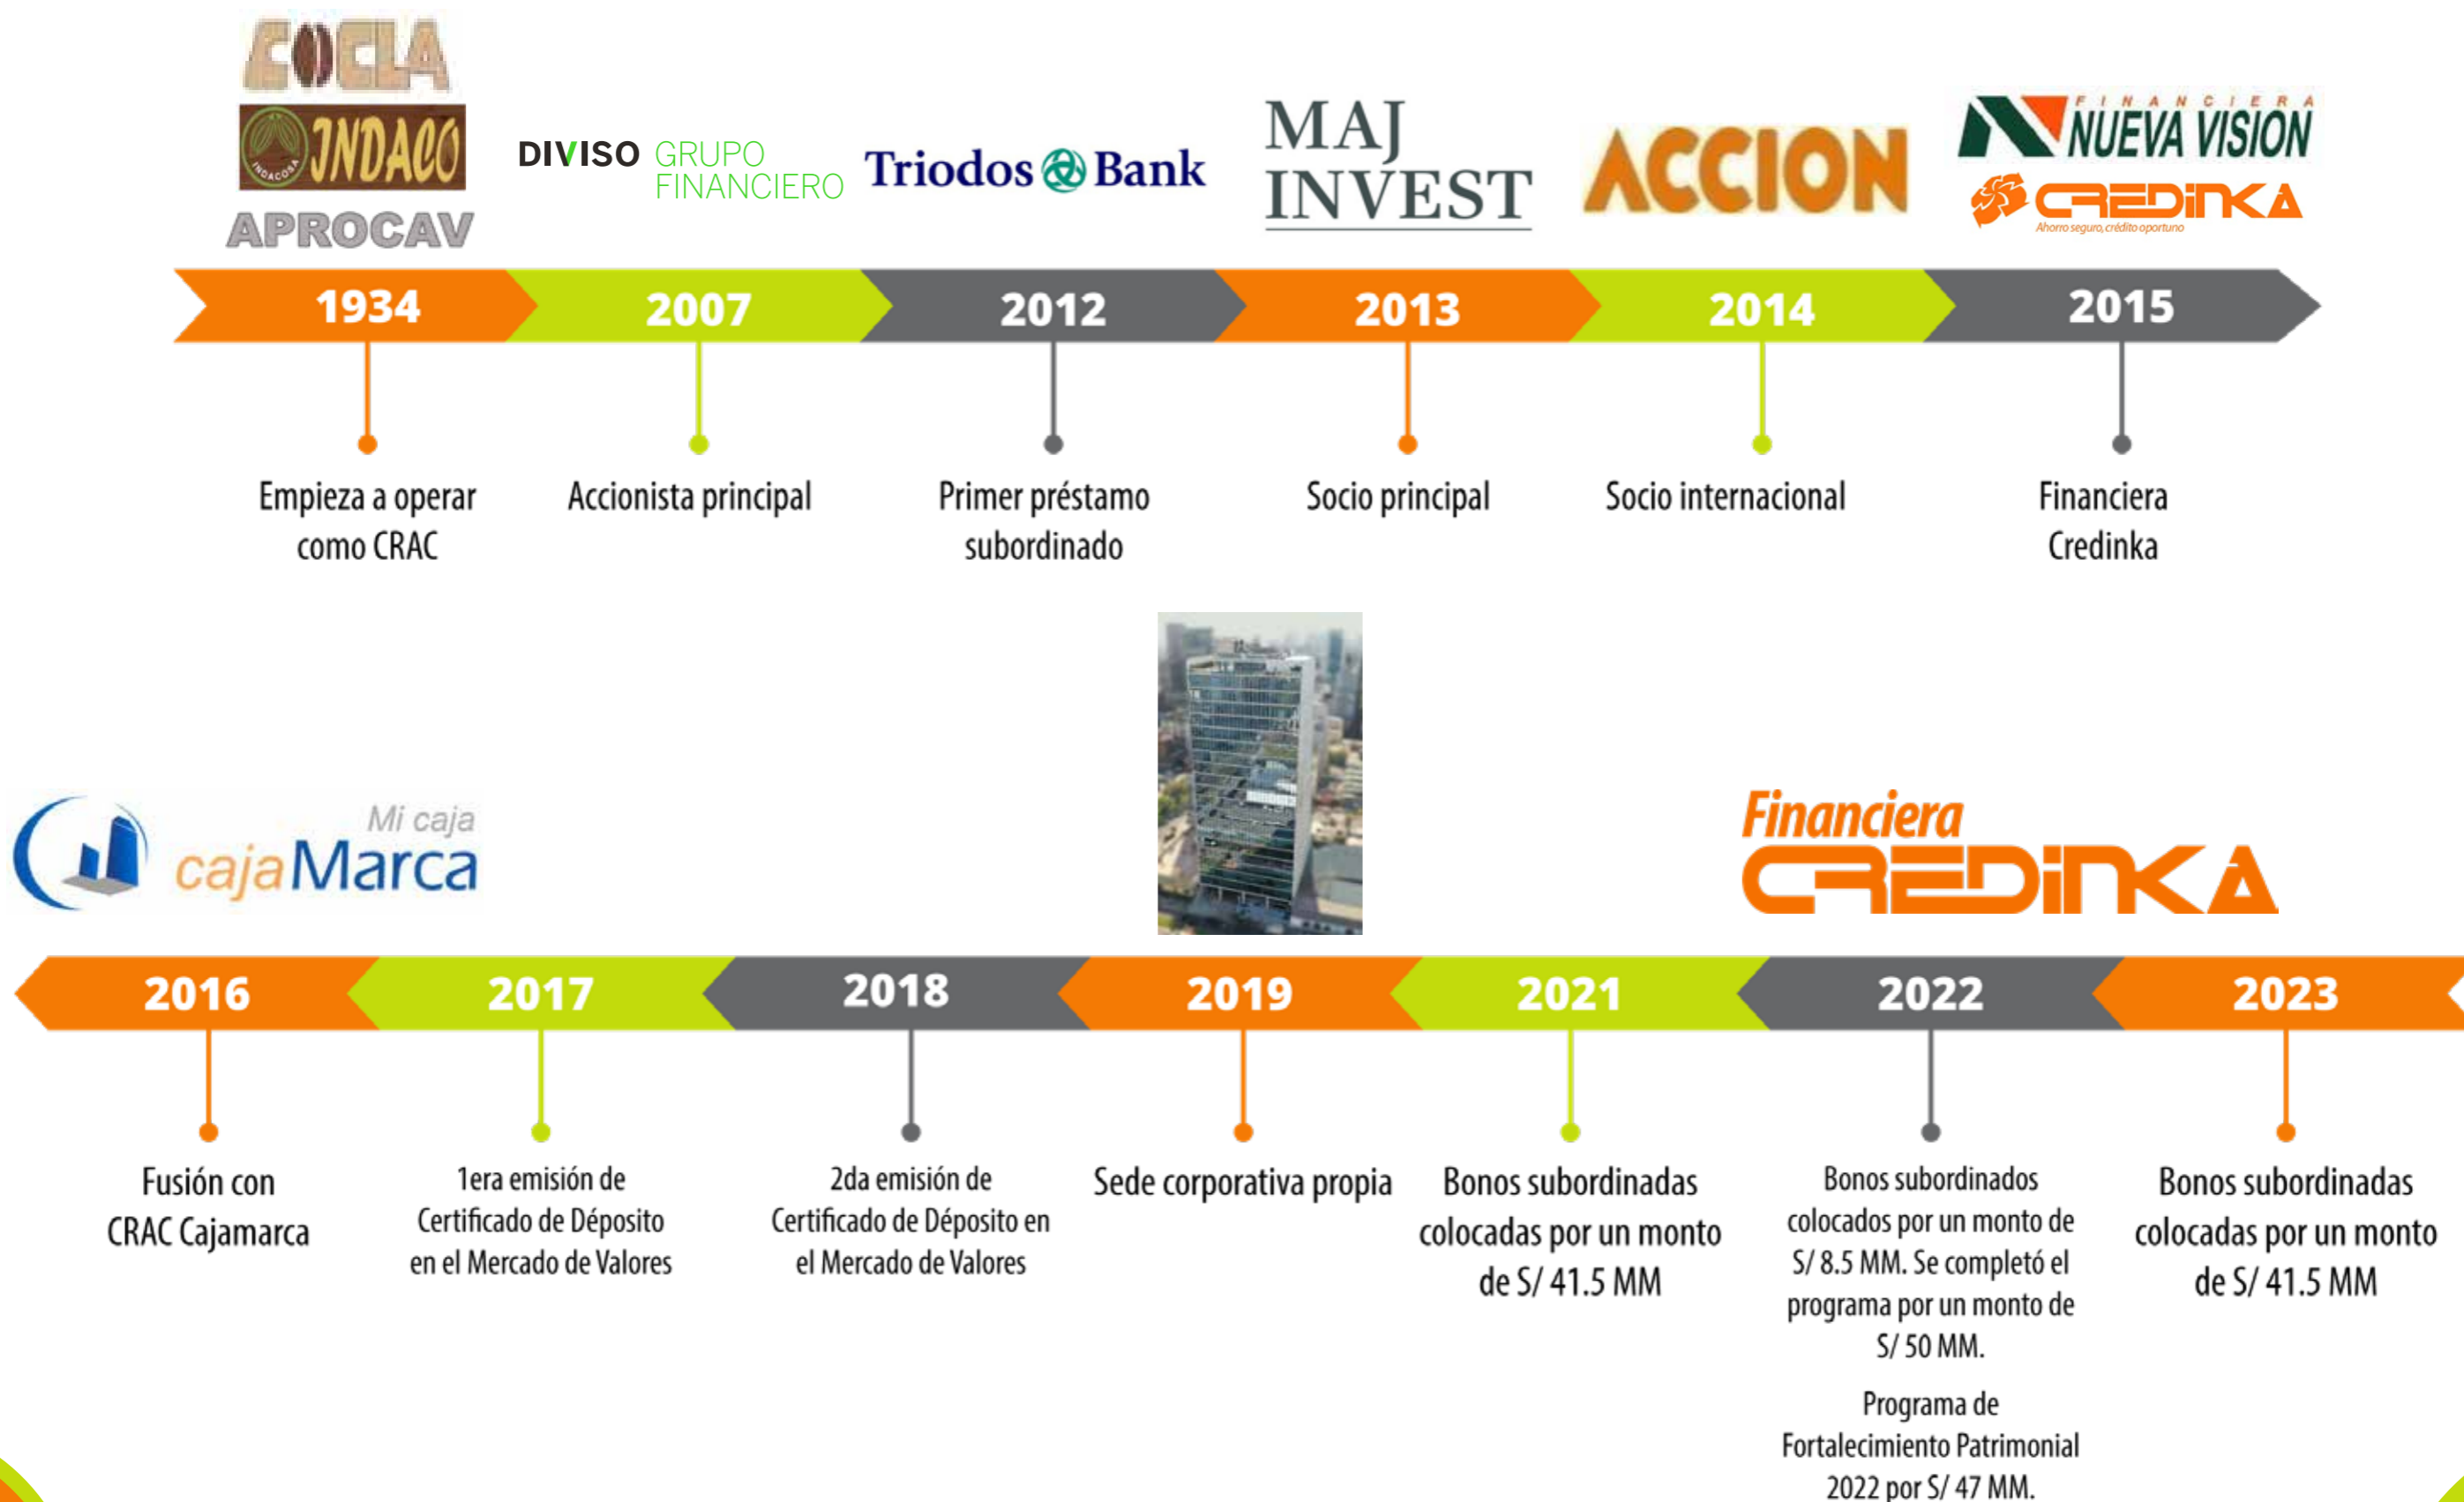 COCLA
INDACO
INDACOSA
APROCAV
DIVISO GRUPO
FINANCIERO
Triodos Bank
MAJ
INVEST
ACCION
FINANCIERA
NUEVA VISION
CREDINKA
Ahorro seguro, crédito oportuno
1934
2007
2012
2013
2014
2015
Empieza a operar
como CRAC
Accionista principal
Primer préstamo
subordinado
Socio principal
Socio internacional
Financiera
Credinka
Mi caja
cajaMarca
Financiera
CREDINKA
2016
2017
2018
2019
2021
2022
2023
Fusión con
CRAC Cajamarca
1era emisión de
Certificado de Déposito
en el Mercado de Valores
2da emisión de
Certificado de Déposito en
el Mercado de Valores
Sede corporativa propia
Bonos subordinadas
colocadas por un monto
de S/ 41.5 MM
Bonos subordinados
colocados por un monto de
S/ 8.5 MM. Se completó el
programa por un monto de
S/ 50 MM.
Programa de
Fortalecimiento Patrimonial
2022 por S/ 47 MM.
Bonos subordinadas
colocadas por un monto
de S/ 41.5 MM